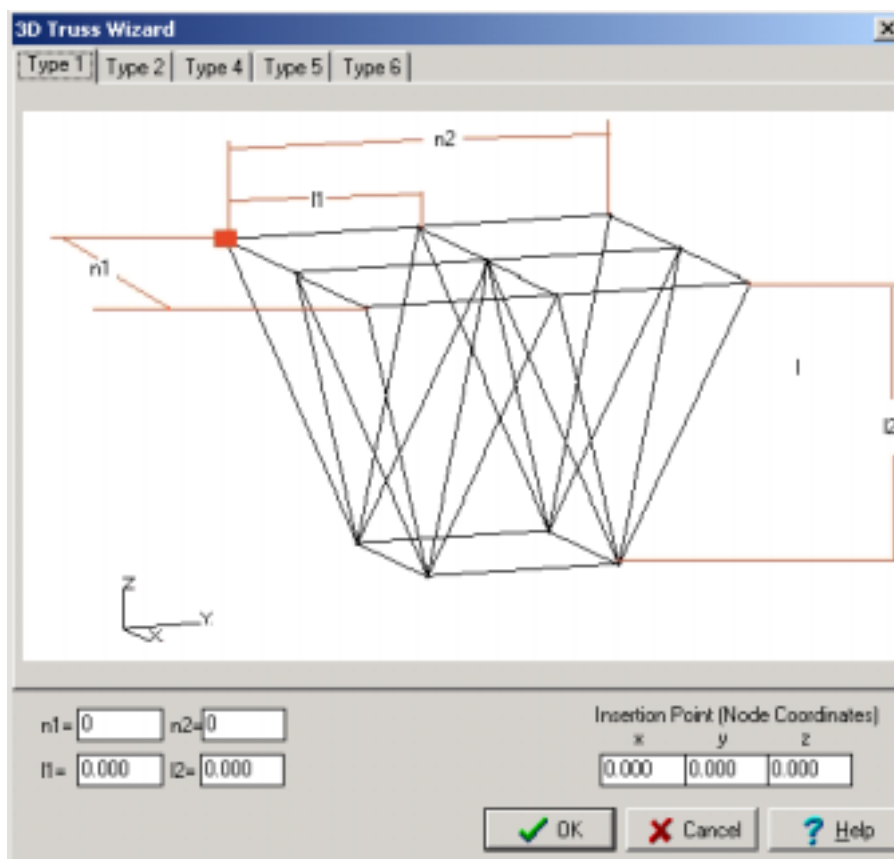 3D Truss Wizard
Type 1 Type 2 Type 4 Type 5 Type 6
n2
l1
n1
l
l2
Z
Y
X
n1= 0 n2= 0
Insertion Point (Node Coordinates)
x y z
l1= 0.000 l2= 0.000
0.000 0.000 0.000
OK Cancel Help